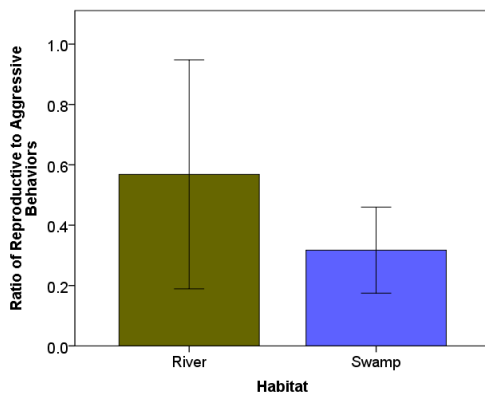 Ratio of Reproductive to Aggressive
Behaviors
1.0
0.8
0.6
0.4
0.2
0.0
River
Swamp
Habitat